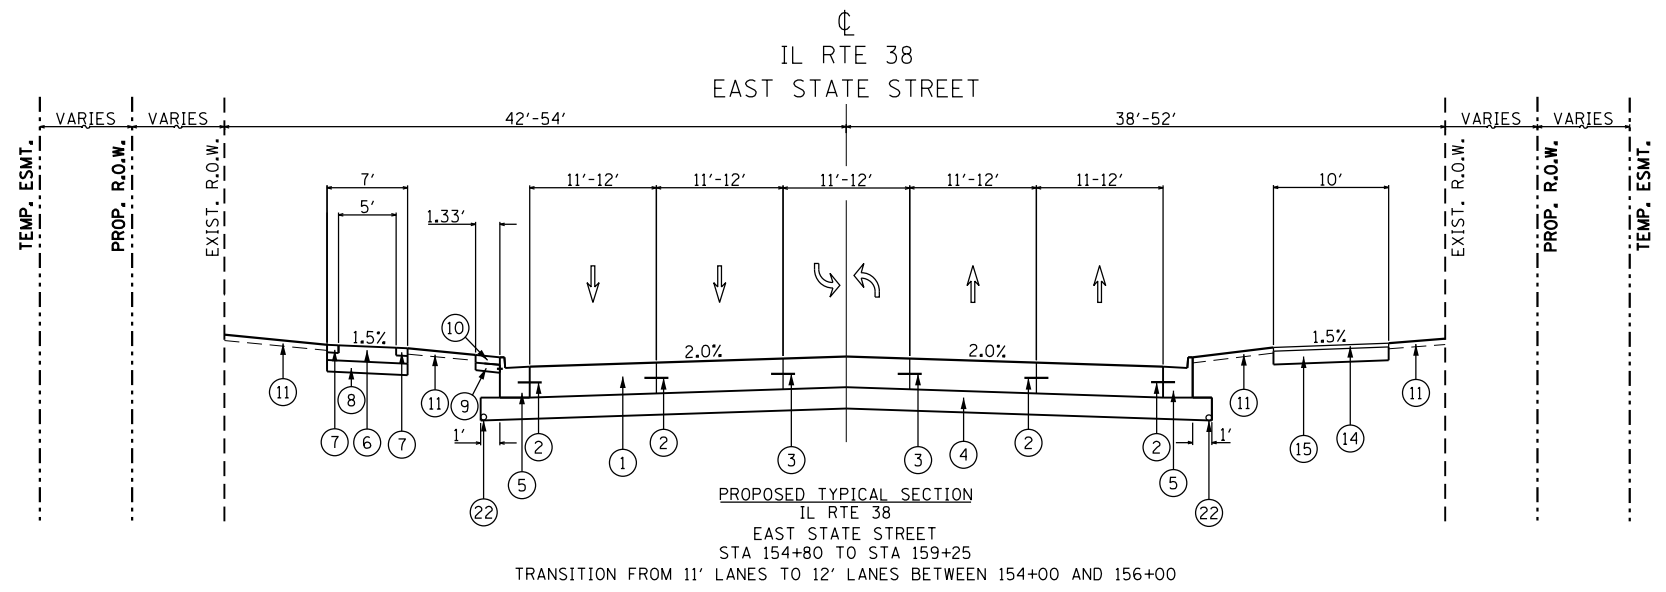 ℄
IL RTE 38
EAST STATE STREET
VARIES VARIES 42'-54' 38'-52' VARIES VARIES
TEMP. ESMT.
PROP. R.O.W.
EXIST. R.O.W.
EXIST. R.O.W.
PROP. R.O.W.
TEMP. ESMT.
7' 11'-12' 11'-12' 11'-12' 11'-12' 11-12' 10'
5'
1.33'
10
1.5% 2.0% 2.0% 1.5%
11 8 11 9 11 11
7 6 7 1' 2 2 2 2 1' 15 14
1 3 3 4
5 5
22 22
PROPOSED TYPICAL SECTION
IL RTE 38
EAST STATE STREET
STA 154+80 TO STA 159+25
TRANSITION FROM 11' LANES TO 12' LANES BETWEEN 154+00 AND 156+00